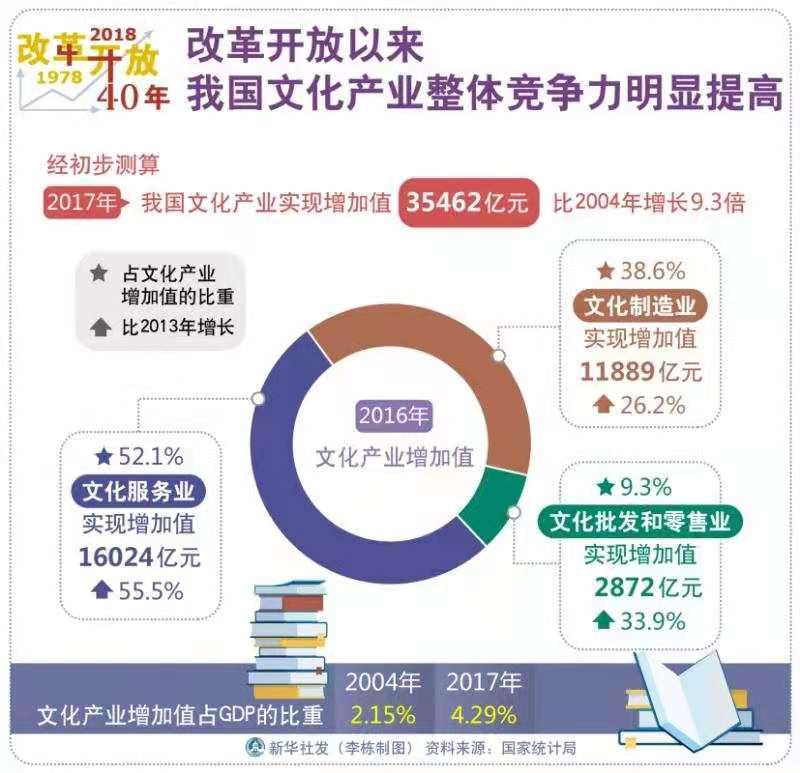 2018
改革开放
1978
40年
改革开放以来
我国文化产业整体竞争力明显提高
经初步测算
2017年 我国文化产业实现增加值 35462亿元 比2004年增长9.3倍
★ 占文化产业
增加值的比重
比2013年增长
★38.6%
文化制造业
实现增加值
11889亿元
26.2%
2016年
文化产业增加值
★52.1%
文化服务业
实现增加值
16024亿元
55.5%
★9.3%
文化批发和零售业
实现增加值
2872亿元
33.9%
2004年 2017年
文化产业增加值占GDP的比重 2.15% 4.29%
新华社发（李栋制图）资料来源：国家统计局